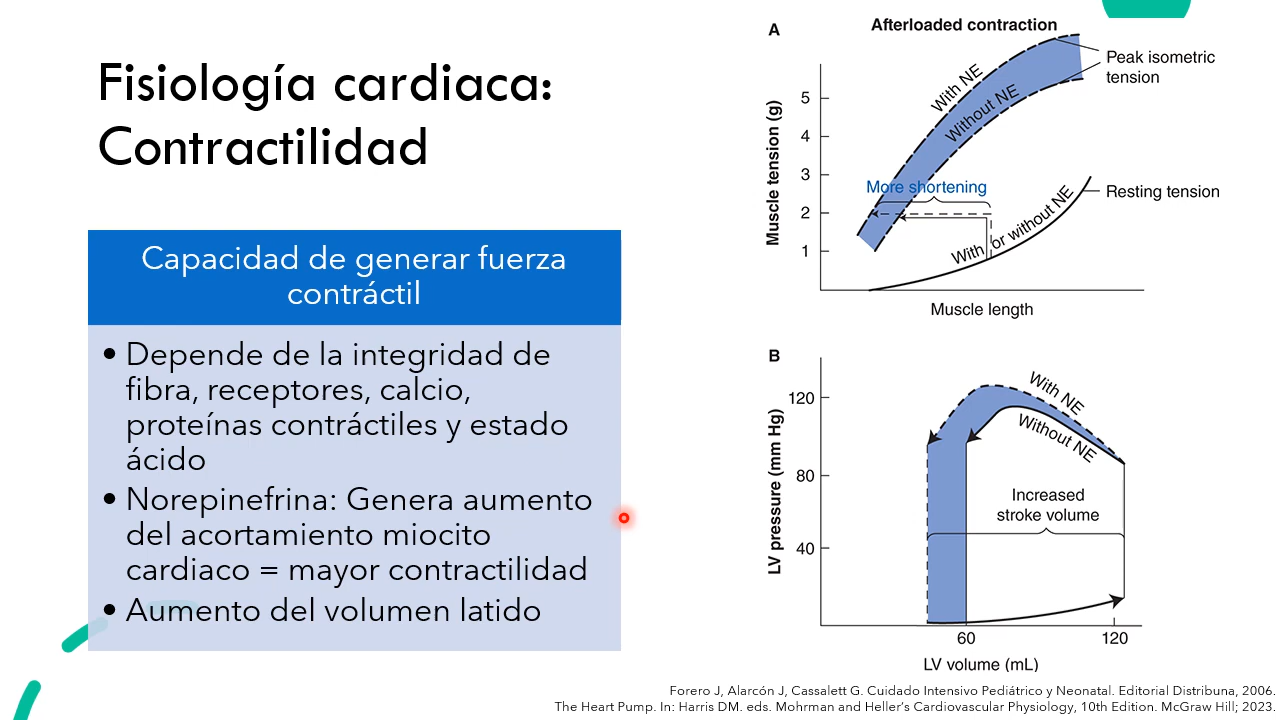 Fisiología cardiaca:
Contractilidad
Capacidad de generar fuerza
contráctil
• Depende de la integridad de
fibra, receptores, calcio,
proteínas contráctiles y estado
ácido
• Norepinefrina: Genera aumento
del acortamiento miocito
cardiaco = mayor contractilidad
• Aumento del volumen latido
A
Afterloaded contraction
Peak isometric
tension
With NE
Without NE
Muscle tension (g)
5
4
3
2
1
More shortening
Resting tension
With or without NE
Muscle length
B
LV pressure (mm Hg)
120
80
40
With NE
Without NE
Increased
stroke volume
60
120
LV volume (mL)
Forero J, Alarcón J, Cassalett G. Cuidado Intensivo Pediátrico y Neonatal. Editorial Distribuna, 2006.
The Heart Pump. In: Harris DM. eds. Mohrman and Heller's Cardiovascular Physiology, 10th Edition. McGraw Hill; 2023.